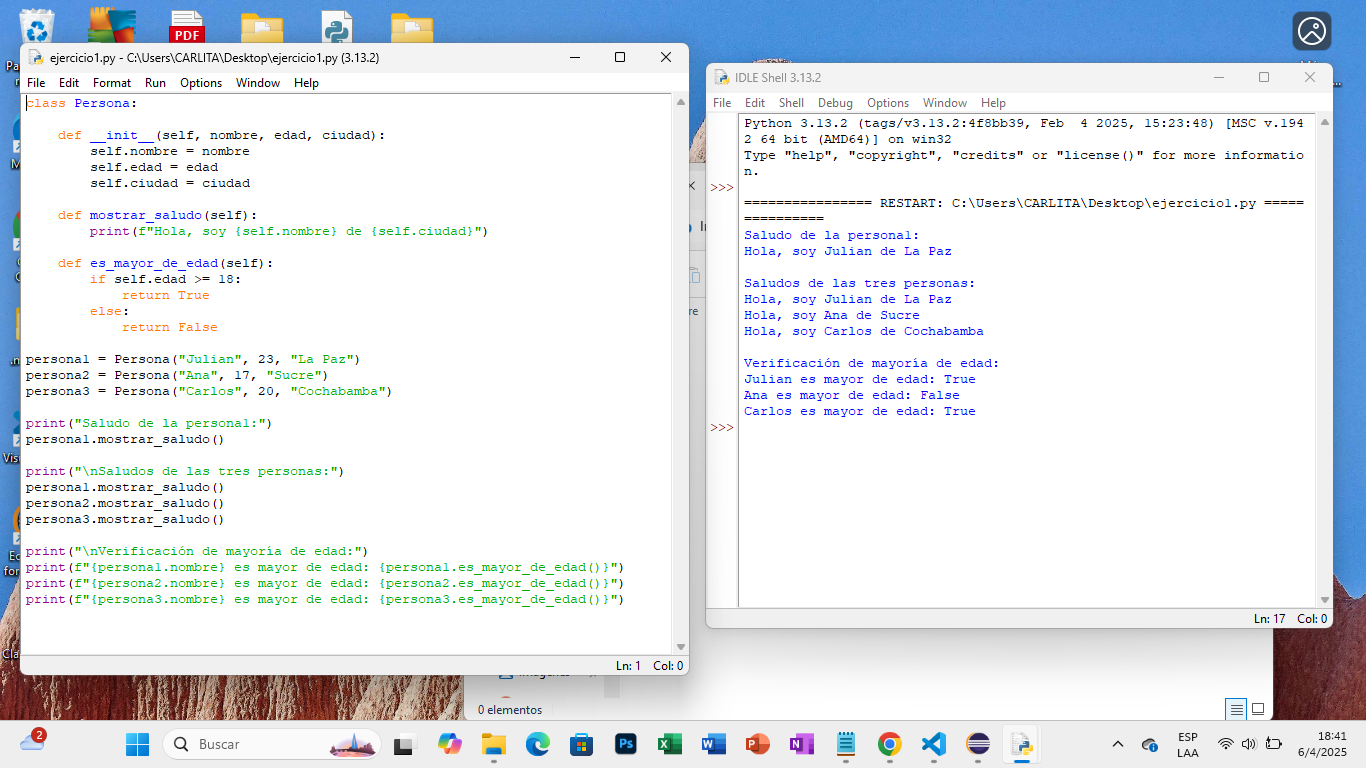 PDF
ejercicio1.py - C:\Users\CARLITA\Desktop\ejercicio1.py (3.13.2)
File Edit Format Run Options Window Help
class Persona:
def __init__(self, nombre, edad, ciudad):
self.nombre = nombre
self.edad = edad
self.ciudad = ciudad
def mostrar_saludo(self):
print(f"Hola, soy {self.nombre} de {self.ciudad}")
def es_mayor_de_edad(self):
if self.edad >= 18:
return True
else:
return False
persona1 = Persona("Julian", 23, "La Paz")
persona2 = Persona("Ana", 17, "Sucre")
persona3 = Persona("Carlos", 20, "Cochabamba")
print("Saludo de la persona1:")
persona1.mostrar_saludo()
print("\nSaludos de las tres personas:")
persona1.mostrar_saludo()
persona2.mostrar_saludo()
persona3.mostrar_saludo()
print("\nVerificación de mayoría de edad:")
print(f"{persona1.nombre} es mayor de edad: {persona1.es_mayor_de_edad()}")
print(f"{persona2.nombre} es mayor de edad: {persona2.es_mayor_de_edad()}")
print(f"{persona3.nombre} es mayor de edad: {persona3.es_mayor_de_edad()}")
Ln: 1 Col: 0
IDLE Shell 3.13.2
File Edit Shell Debug Options Window Help
Python 3.13.2 (tags/v3.13.2:4f8bb39, Feb  4 2025, 15:23:48) [MSC v.194
2 64 bit (AMD64)] on win32
Type "help", "copyright", "credits" or "license()" for more informatio
n.
>>>
================ RESTART: C:\Users\CARLITA\Desktop\ejercicio1.py =====
==========
Saludo de la persona1:
Hola, soy Julian de La Paz
Saludos de las tres personas:
Hola, soy Julian de La Paz
Hola, soy Ana de Sucre
Hola, soy Carlos de Cochabamba
Verificación de mayoría de edad:
Julian es mayor de edad: True
Ana es mayor de edad: False
Carlos es mayor de edad: True
>>>
Ln: 17 Col: 0
0 elementos
2
Buscar
ESP
LAA
18:41
6/4/2025